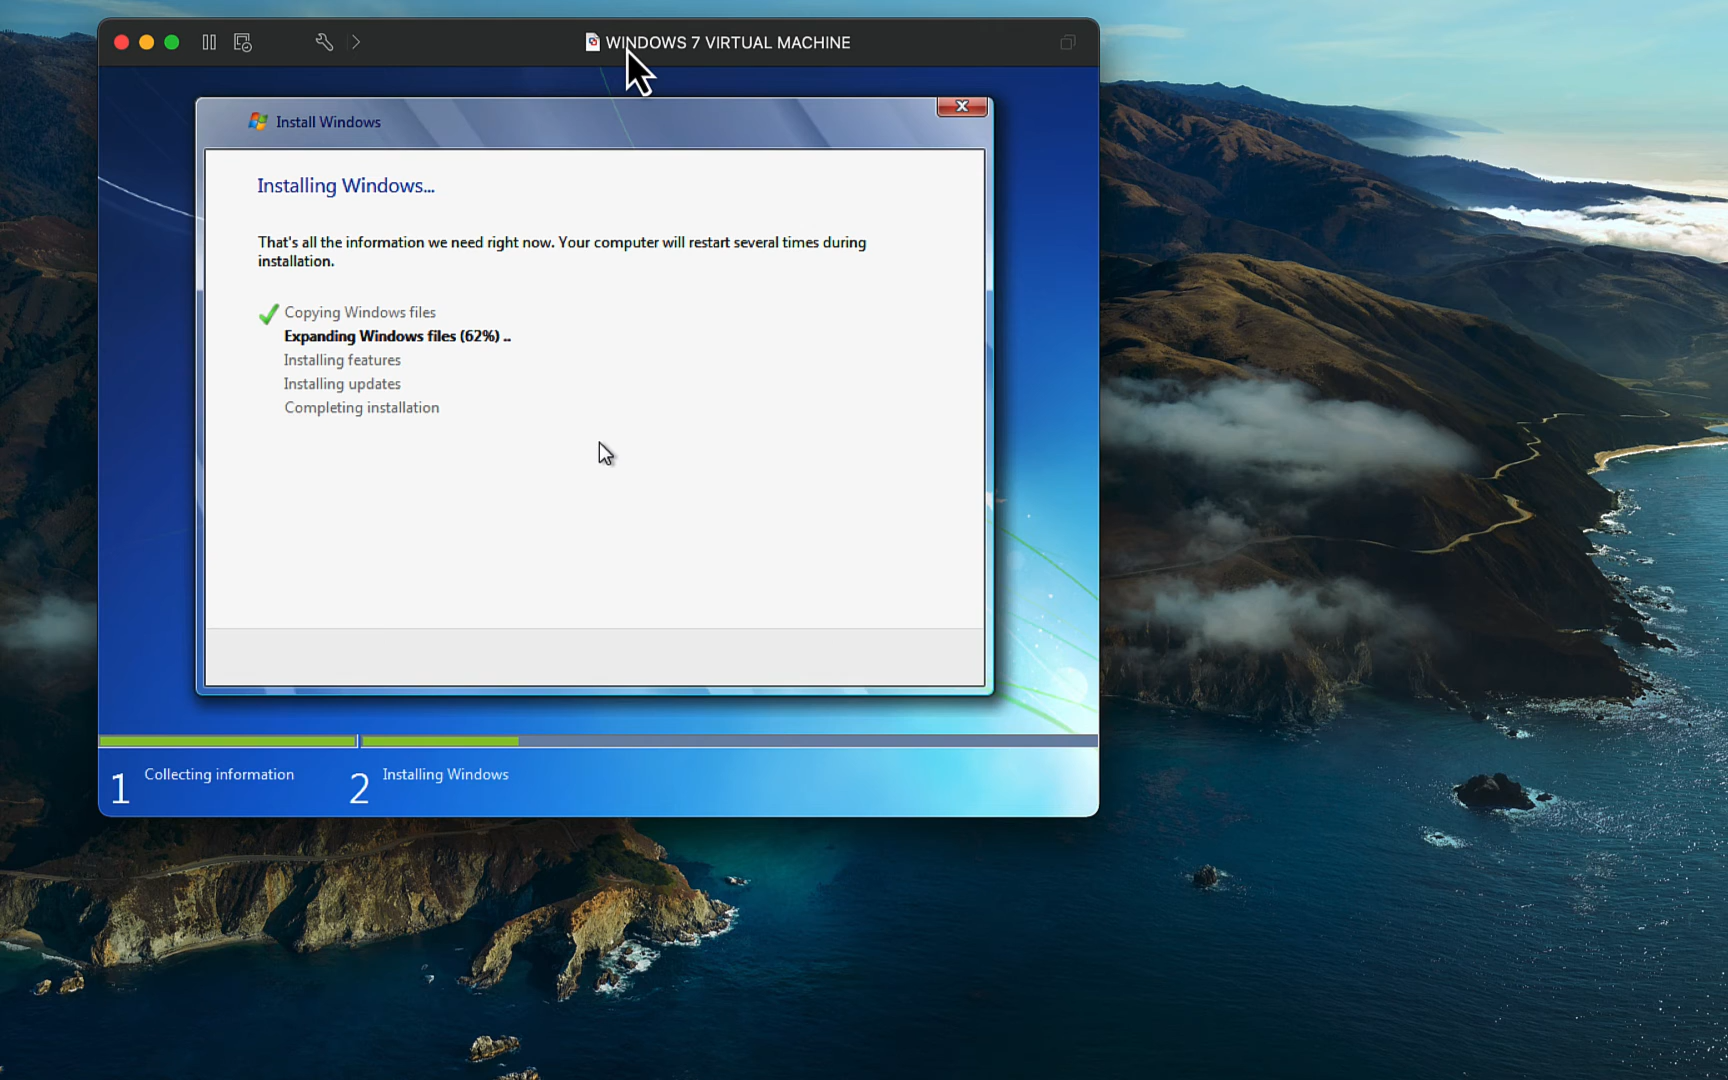 WINDOWS 7 VIRTUAL MACHINE
Install Windows
Installing Windows...
That's all the information we need right now. Your computer will restart several times during
installation.
Copying Windows files
Expanding Windows files (62%) ..
Installing features
Installing updates
Completing installation
1 Collecting information
2 Installing Windows